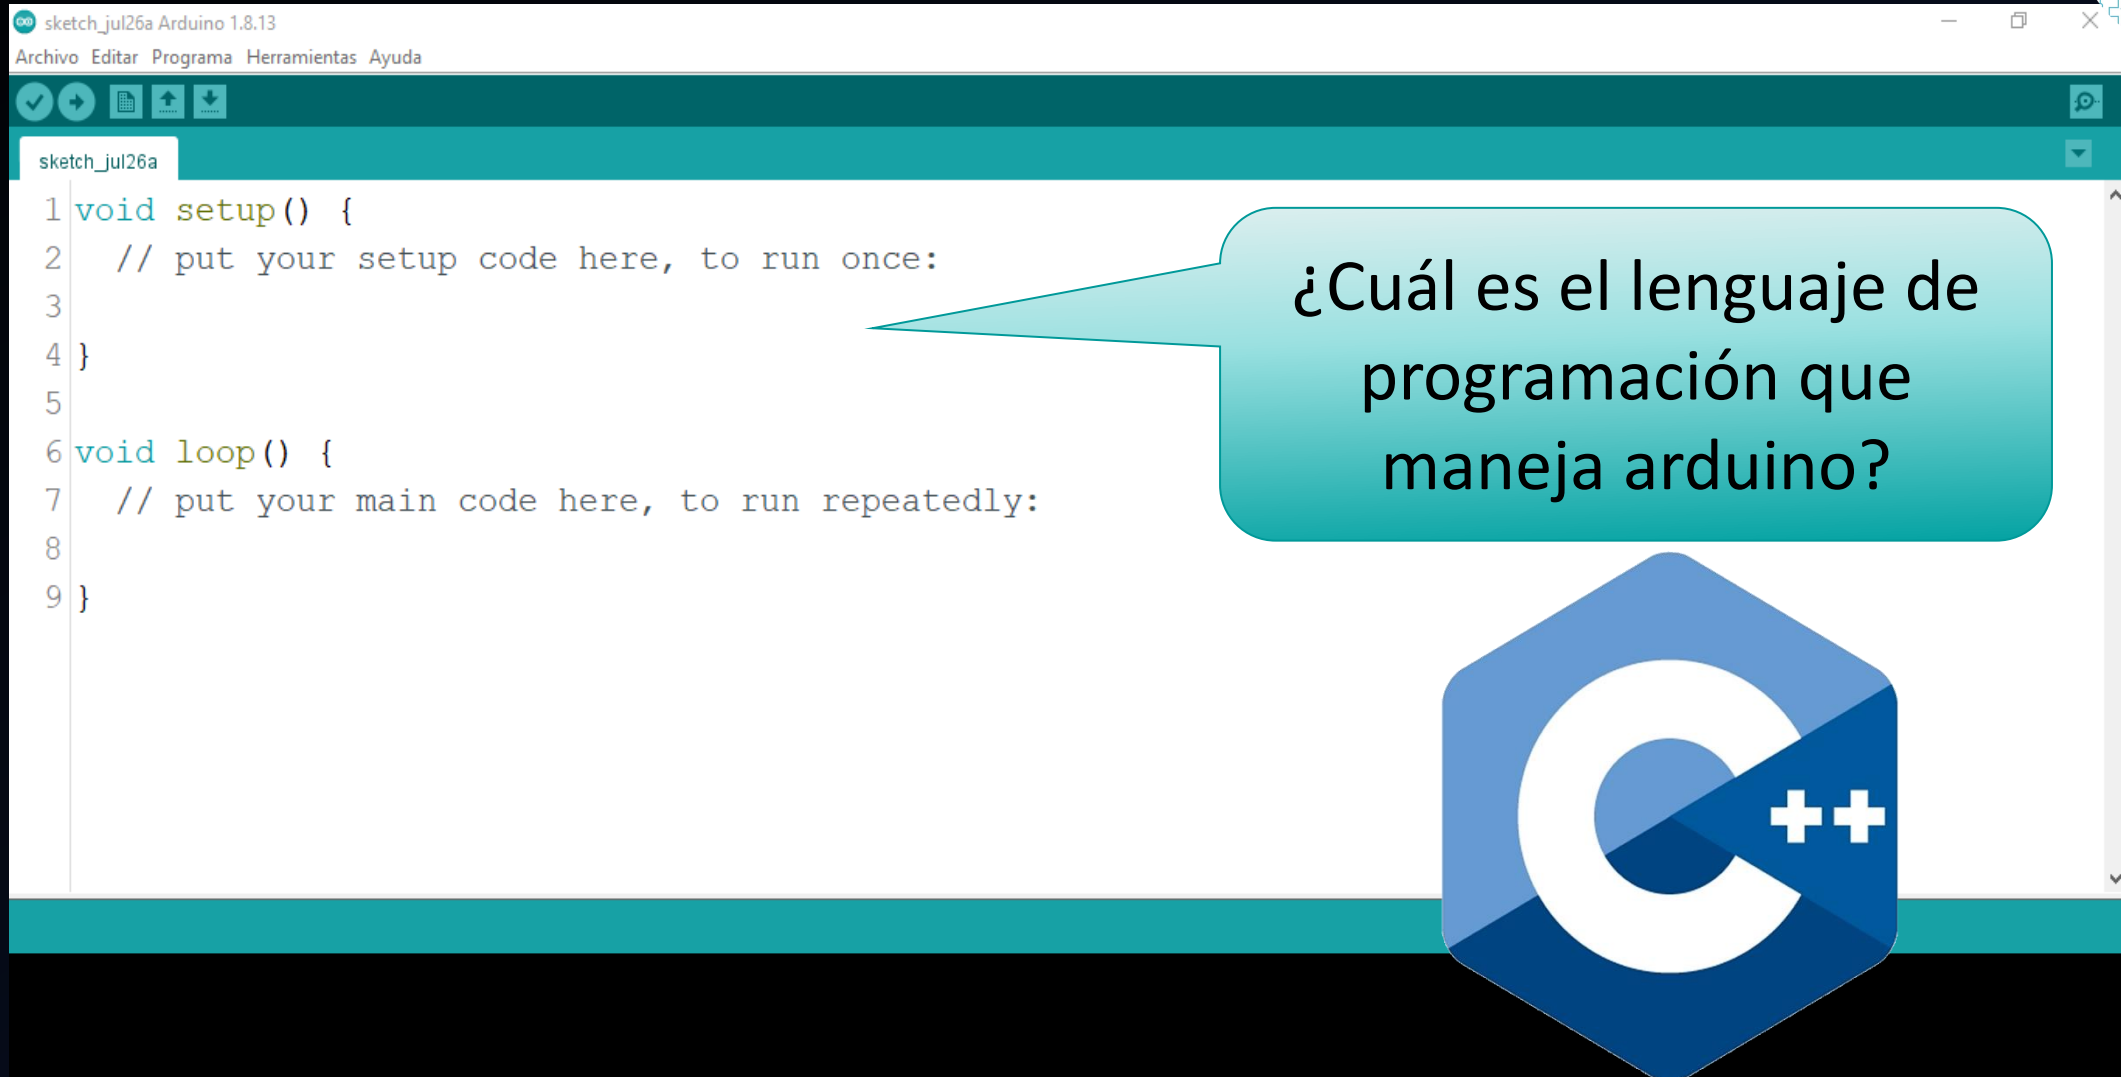 sketch_jul26a Arduino 1.8.13
Archivo Editar Programa Herramientas Ayuda
sketch_jul26a
1 void setup() {
2   // put your setup code here, to run once:
3
4 }
5
6 void loop() {
7   // put your main code here, to run repeatedly:
8
9 }
¿Cuál es el lenguaje de
programación que
maneja arduino?
C++